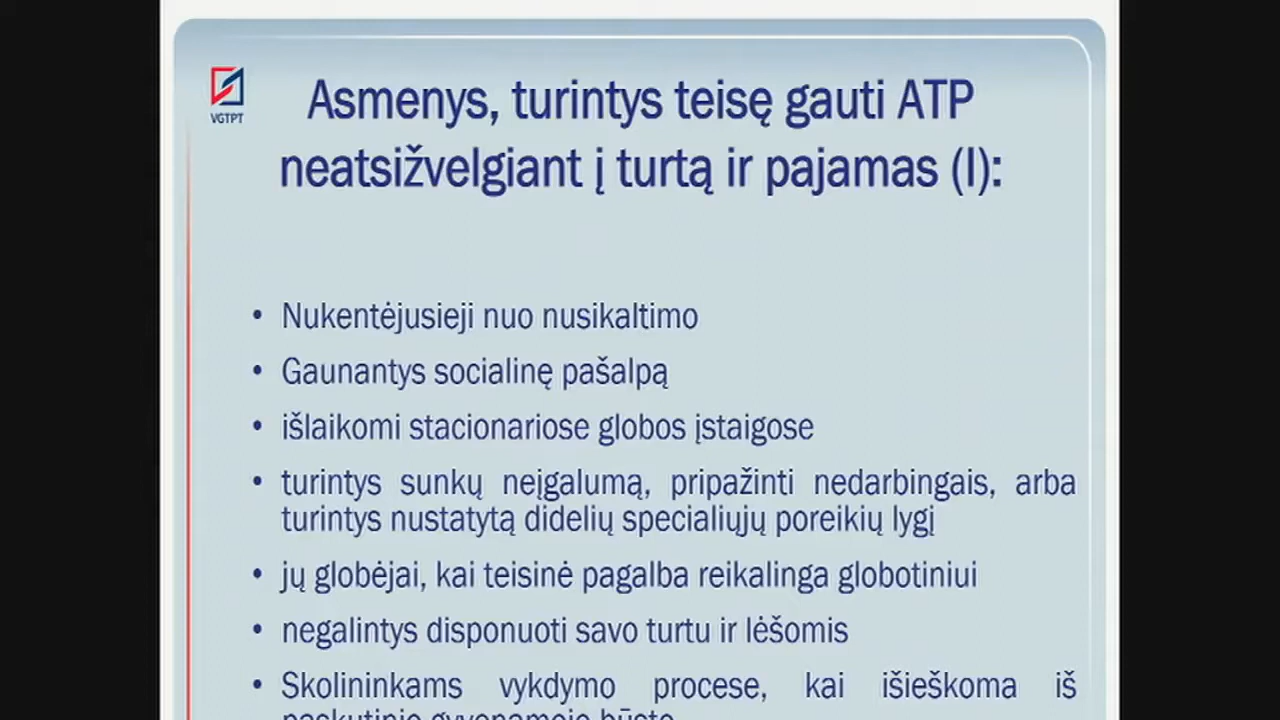 VGTPT
Asmenys, turintys teisę gauti ATP
neatsižvelgiant į turtą ir pajamas (I):
• Nukentėjusieji nuo nusikaltimo
• Gaunantys socialinę pašalpą
• išlaikomi stacionariose globos įstaigose
• turintys sunkų neįgalumą, pripažinti nedarbingais, arba
turintys nustatytą didelių specialiųjų poreikių lygį
• jų globėjai, kai teisinė pagalba reikalinga globotiniui
• negalintys disponuoti savo turtu ir lėšomis
• Skolininkams vykdymo procese, kai išieškoma iš